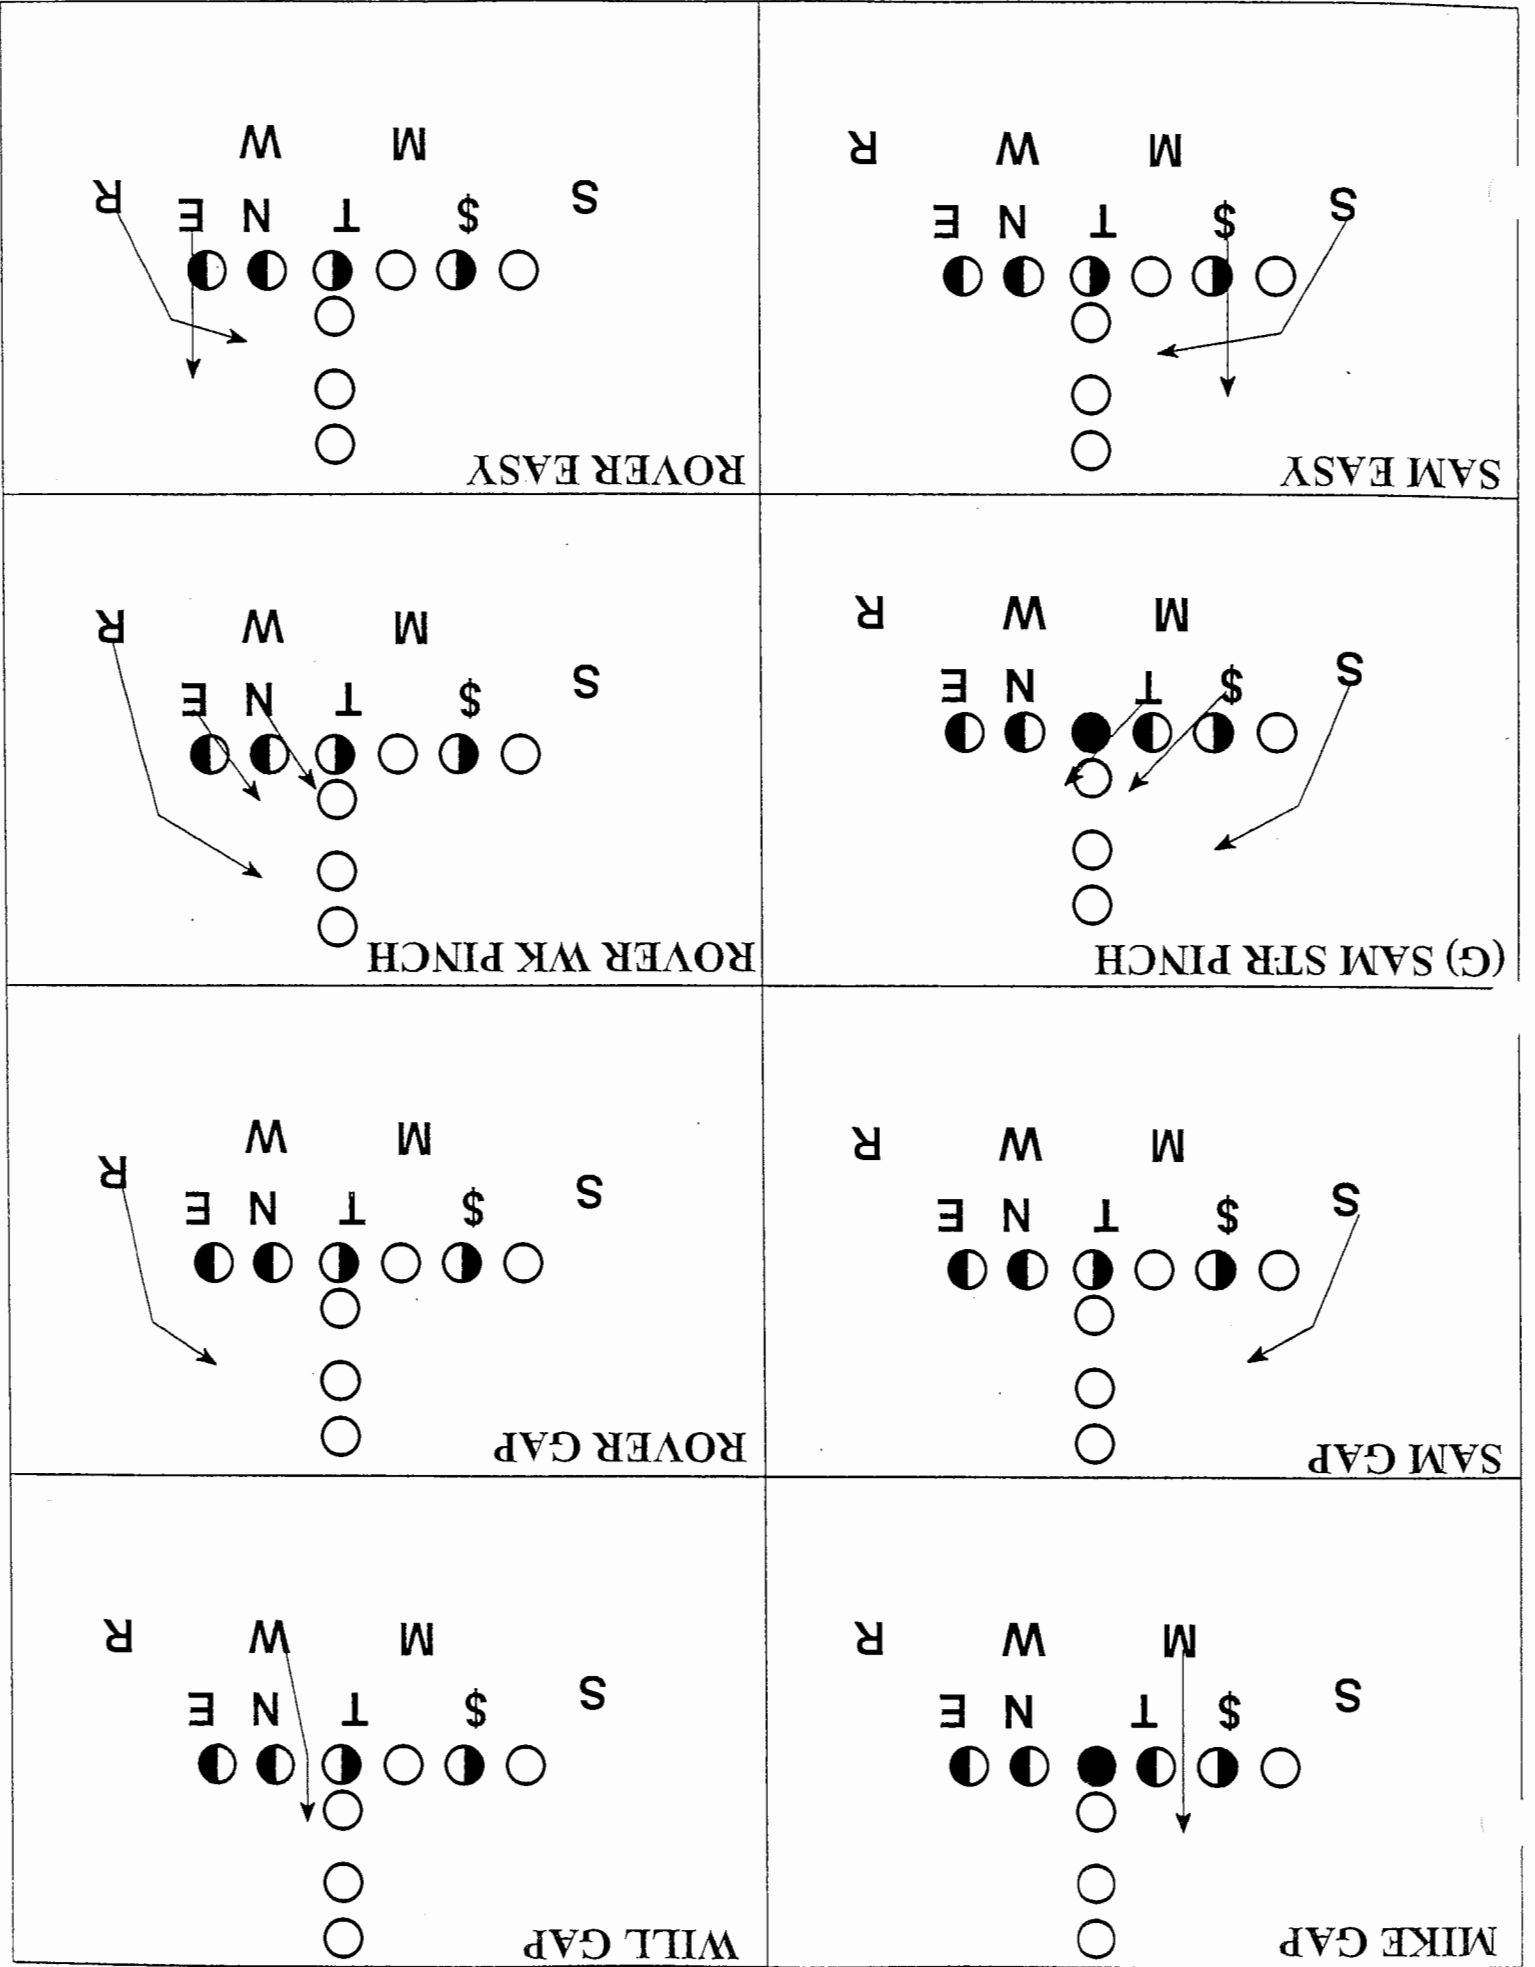 MIKE GAP
S $ T N E
M W R
WILL GAP
S $ T N E
M W R
SAM GAP
S $ T N E
M W R
ROVER GAP
S $ T N E R
M W
(G) SAM STR PINCH
S $ T N E
M W R
ROVER WK PINCH
S $ T N E
M W R
SAM EASY
S $ T N E
M W R
ROVER EASY
S $ T N E R
M W